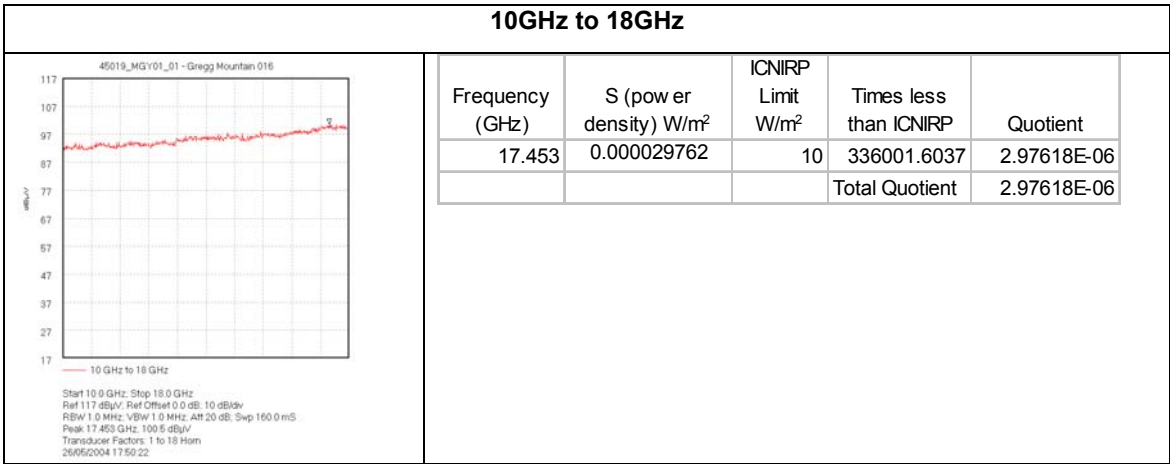 10GHz to 18GHz
45019_MGY01_01 - Gregg Mountain 016
117
107
97
87
77
67
57
47
37
27
17
dBµV
10 GHz to 18 GHz
Start 10.0 GHz; Stop 18.0 GHz
Ref 117 dBµV; Ref Offset 0.0 dB; 10 dB/div
RBW 1.0 MHz; VBW 1.0 MHz; Att 20 dB; Swp 160.0 mS
Peak 17.453 GHz, 100.5 dBµV
Transducer Factors: 1 to 18 Horn
26/05/2004 17:50:22
Frequency (GHz) S (pow er density) W/m² ICNIRP Limit W/m² Times less than ICNIRP Quotient
17.453 0.000029762 10 336001.6037 2.97618E-06
Total Quotient 2.97618E-06